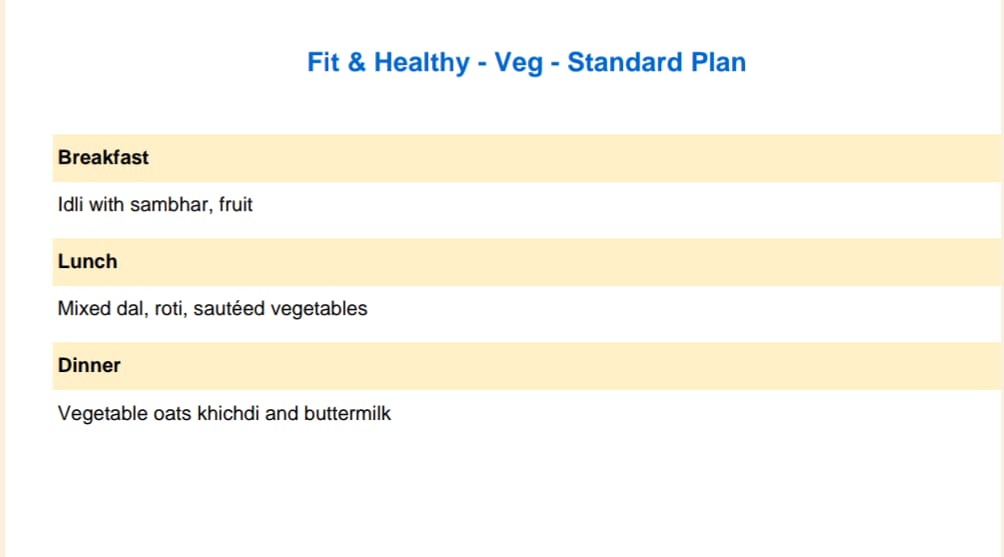 Fit & Healthy - Veg - Standard Plan
Breakfast
Idli with sambhar, fruit
Lunch
Mixed dal, roti, sautéed vegetables
Dinner
Vegetable oats khichdi and buttermilk